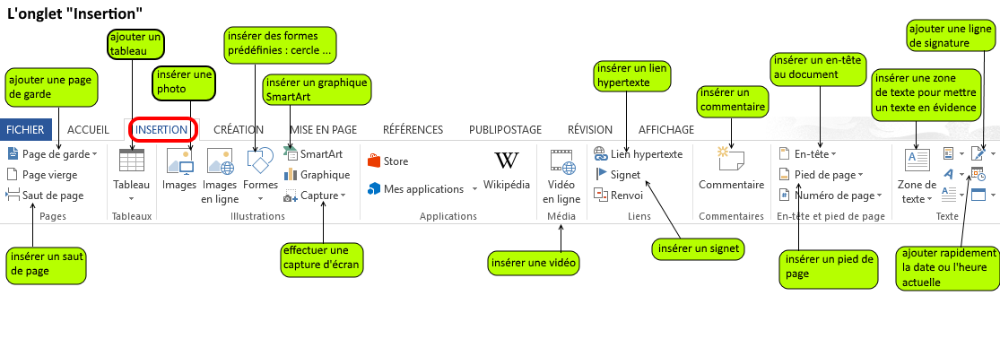 L'onglet "Insertion"
ajouter une ligne
de signature
ajouter un
tableau
insérer des formes
prédéfinies : cercle ...
insérer un en-tête
au document
insérer un lien
hypertexte
insérer une
photo
ajouter une page
de garde
insérer un graphique
SmartArt
insérer une zone
de texte pour mettre
un texte en évidence
insérer un
commentaire
FICHIER
ACCUEIL
INSERTION
CRÉATION
MISE EN PAGE
RÉFÉRENCES
PUBLIPOSTAGE
RÉVISION
AFFICHAGE
Page de garde
Page vierge
Saut de page
Pages
Tableau
Tableaux
Images
Images
en ligne
Formes
SmartArt
Graphique
Capture
Illustrations
Store
Mes applications
W
Wikipédia
Applications
Vidéo
en ligne
Média
Lien hypertexte
Signet
Renvoi
Liens
Commentaire
Commentaires
En-tête
Pied de page
Numéro de page
En-tête et pied de page
Zone de
texte
Texte
insérer un saut
de page
effectuer une
capture d'écran
insérer une vidéo
insérer un signet
insérer un pied de
page
ajouter rapidement
la date ou l'heure
actuelle